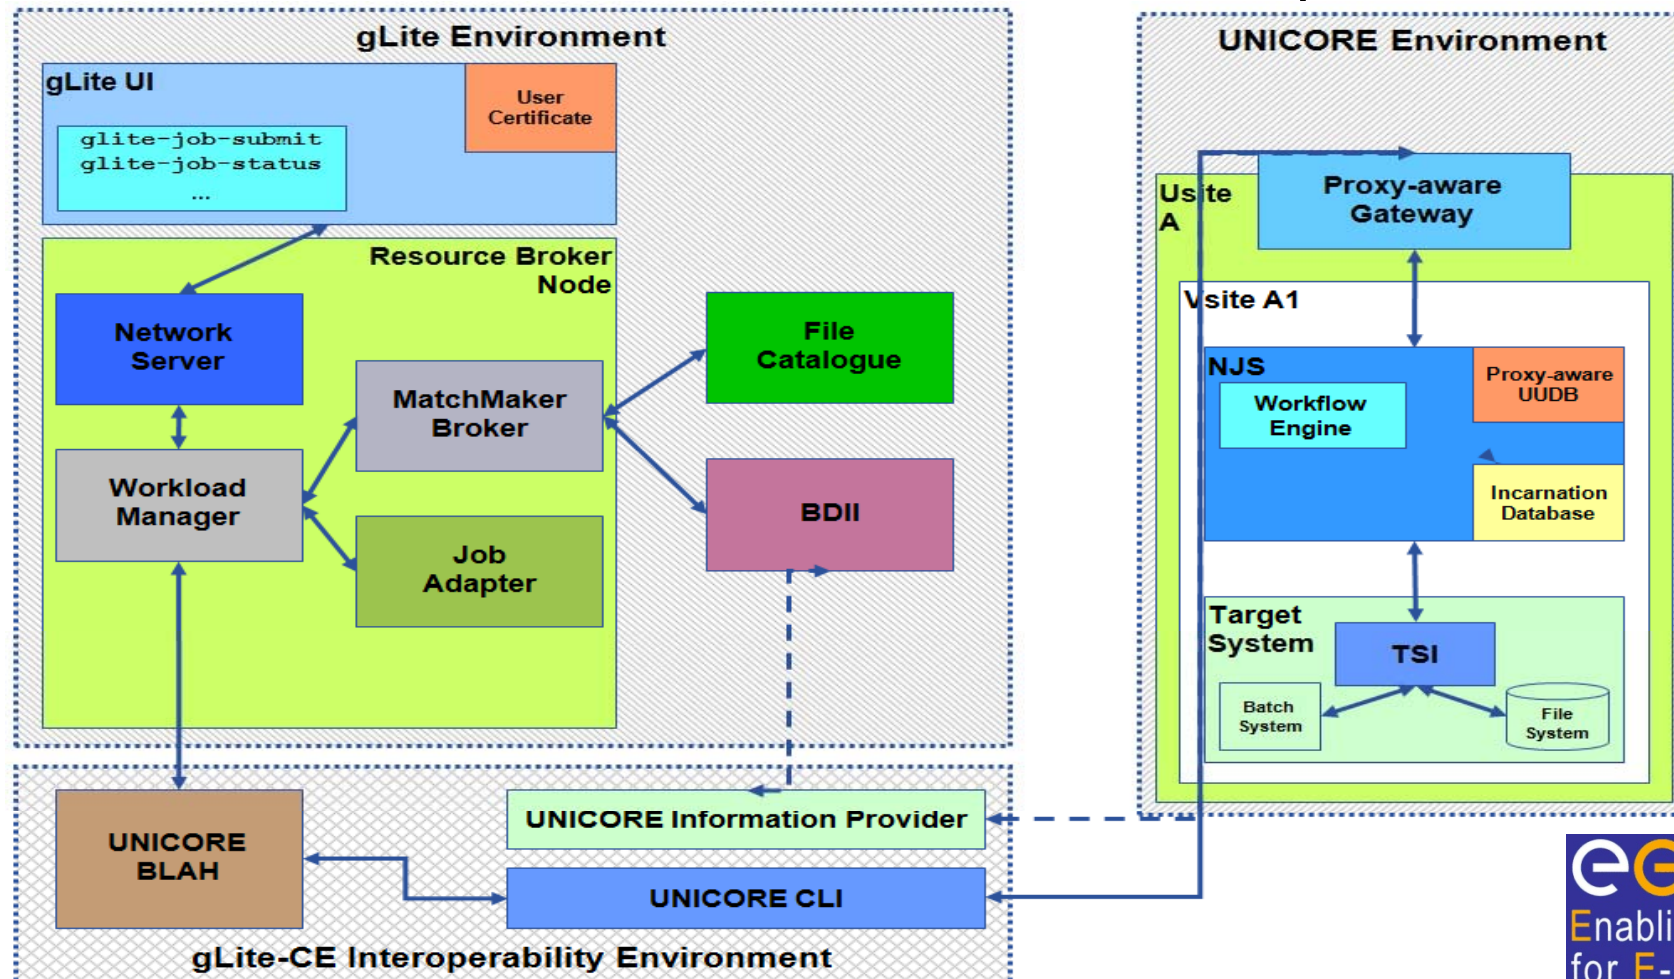 gLite Environment
gLite UI
User
Certificate
glite-job-submit
glite-job-status
...
Resource Broker
Node
Network
Server
File
Catalogue
MatchMaker
Broker
Workload
Manager
BDII
Job
Adapter
UNICORE
BLAH
UNICORE Information Provider
UNICORE CLI
gLite-CE Interoperability Environment
UNICORE Environment
Usite
A
Proxy-aware
Gateway
Vsite A1
NJS
Workflow
Engine
Proxy-aware
UUDB
Incarnation
Database
Target
System
TSI
Batch
System
File
System